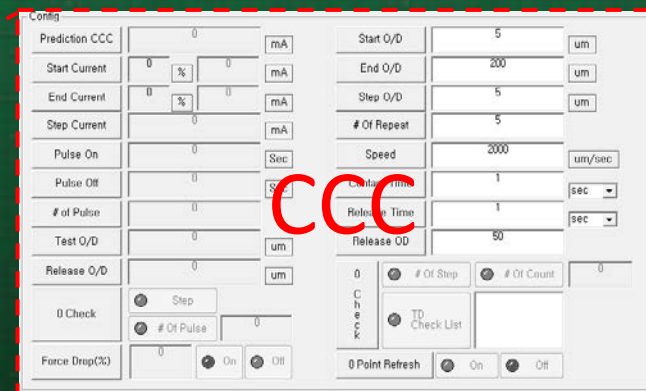 Config
Prediction CCC 0 mA
Start Current 0 % 0 mA
End Current 0 % 0 mA
Step Current 0 mA
Pulse On 0 Sec
Pulse Off 0 Sec
# of Pulse 0
Test O/D 0 um
Release O/D 0 um
0 Check
Step
# Of Pulse 0
Force Drop(%) 0 On Off
Start O/D 5 um
End O/D 200 um
Step O/D 5 um
# Of Repeat 5
Speed 2000 um/sec
Contact Time 1 sec
Release Time 1 sec
Release OD 50
0 Check
# Of Step # Of Count 0
TD
Check List
0 Point Refresh On Off
CCC